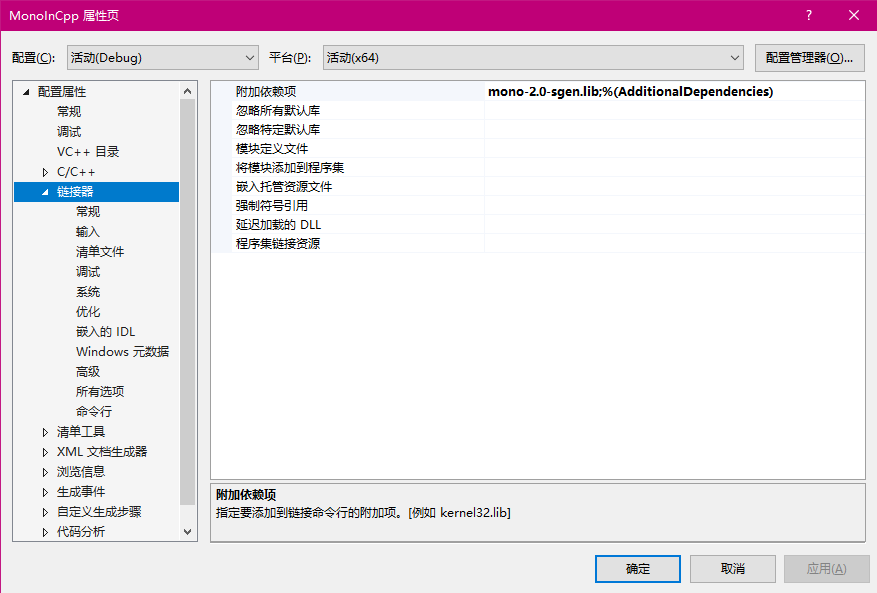 MonoInCpp 属性页
?
配置(C): 活动(Debug) 平台(P): 活动(x64) 配置管理器(O)...
配置属性
常规
调试
VC++ 目录
C/C++
链接器
常规
输入
清单文件
调试
系统
优化
嵌入的 IDL
Windows 元数据
高级
所有选项
命令行
清单工具
XML 文档生成器
浏览信息
生成事件
自定义生成步骤
代码分析
附加依赖项 mono-2.0-sgen.lib;%(AdditionalDependencies)
忽略所有默认库
忽略特定默认库
模块定义文件
将模块添加到程序集
嵌入托管资源文件
强制符号引用
延迟加载的 DLL
程序集链接资源
附加依赖项
指定要添加到链接命令行的附加项。[例如 kernel32.lib]
确定 取消 应用(A)